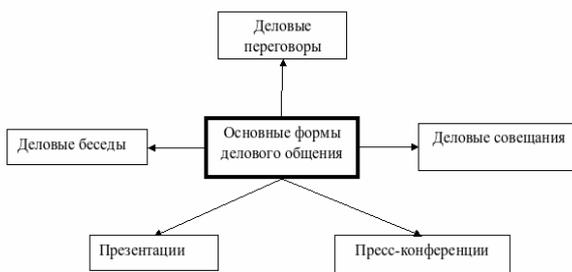 Деловые
переговоры
Основные формы
делового общения
Деловые беседы
Деловые совещания
Презентации
Пресс-конференции